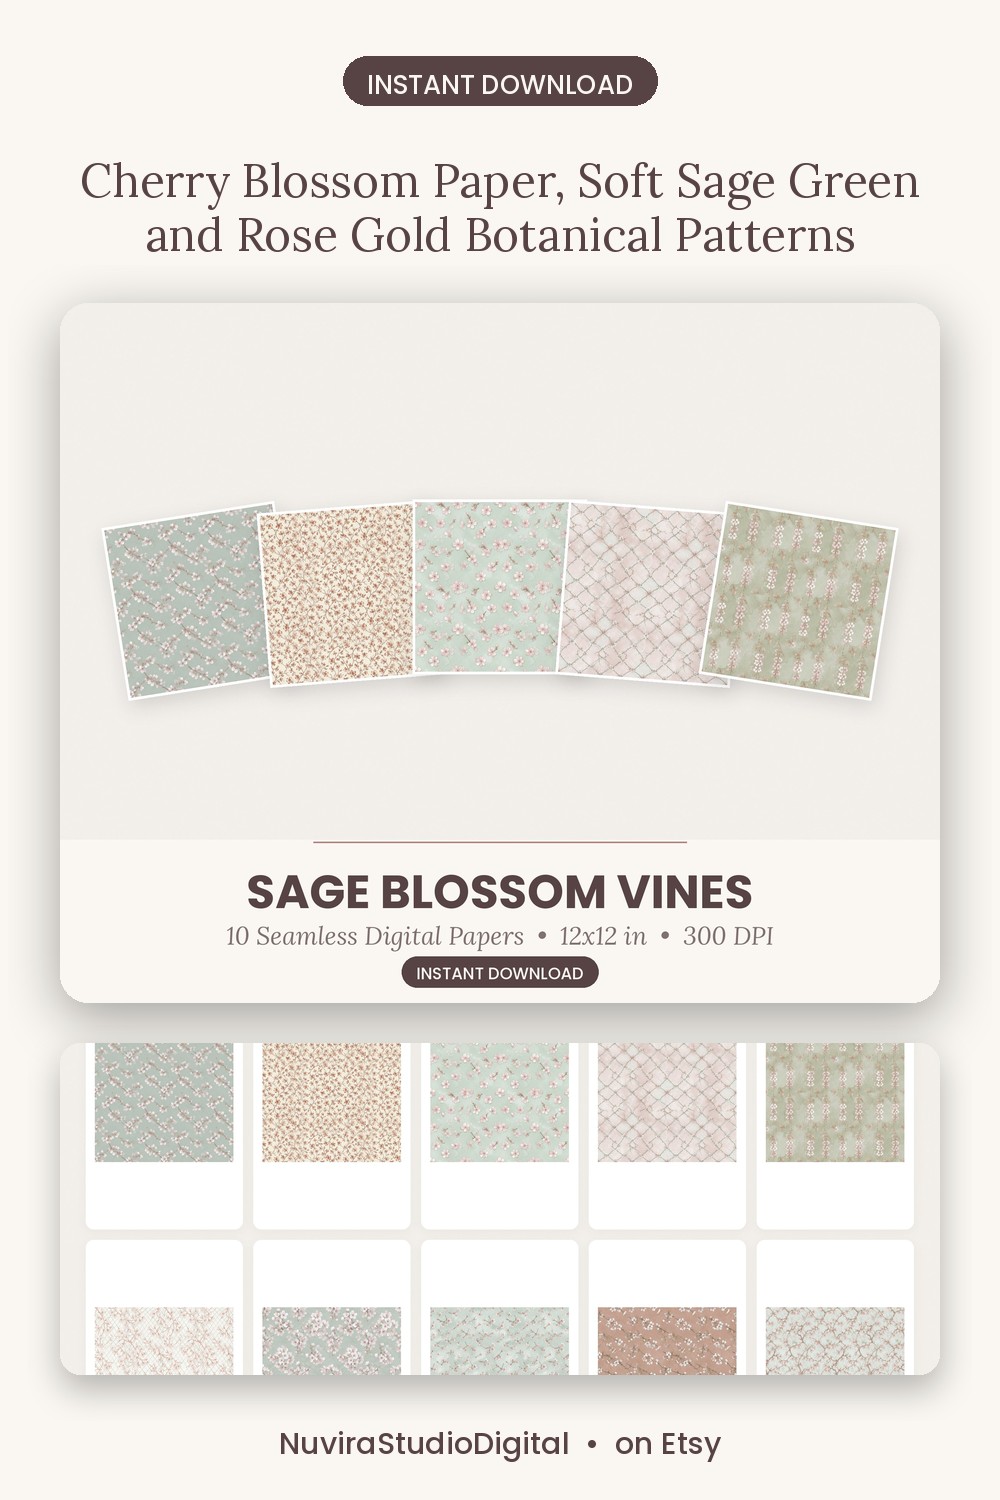 INSTANT DOWNLOAD
Cherry Blossom Paper, Soft Sage Green
and Rose Gold Botanical Patterns
SAGE BLOSSOM VINES
10 Seamless Digital Papers • 12x12 in • 300 DPI
INSTANT DOWNLOAD
NuviraStudioDigital • on Etsy